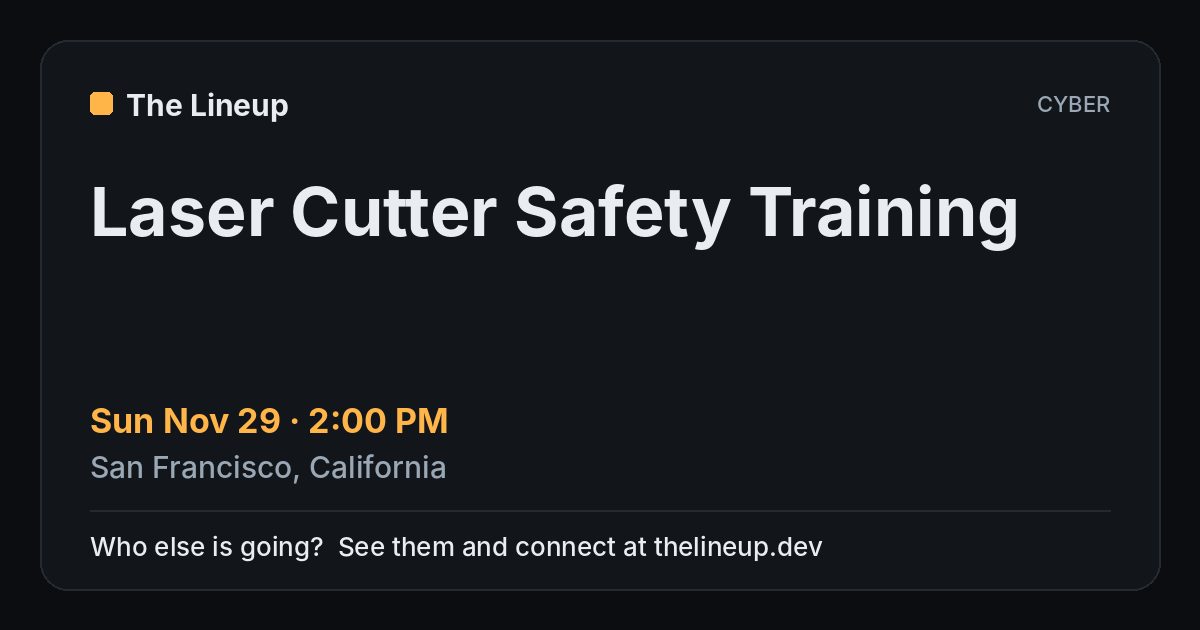 The Lineup
CYBER
Laser Cutter Safety Training
Sun Nov 29 · 2:00 PM
San Francisco, California
Who else is going? See them and connect at thelineup.dev